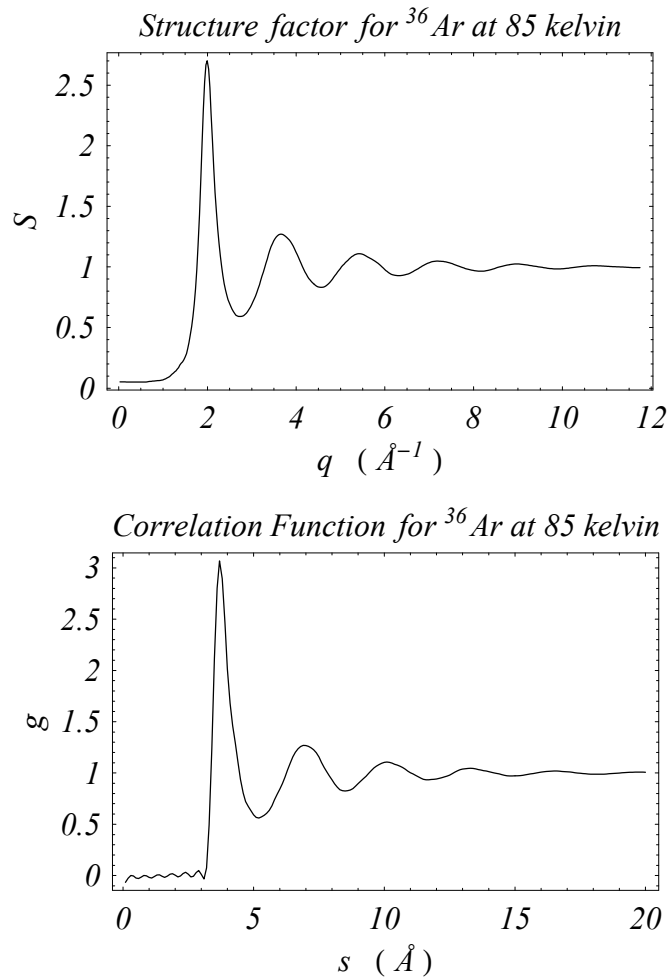 Structure factor for ³⁶Ar at 85 kelvin
2.5
2
1.5
1
0.5
0
S
0 2 4 6 8 10 12
q ( Å⁻¹ )
Correlation Function for ³⁶Ar at 85 kelvin
3
2.5
2
1.5
1
0.5
0
g
0 5 10 15 20
s (Å)